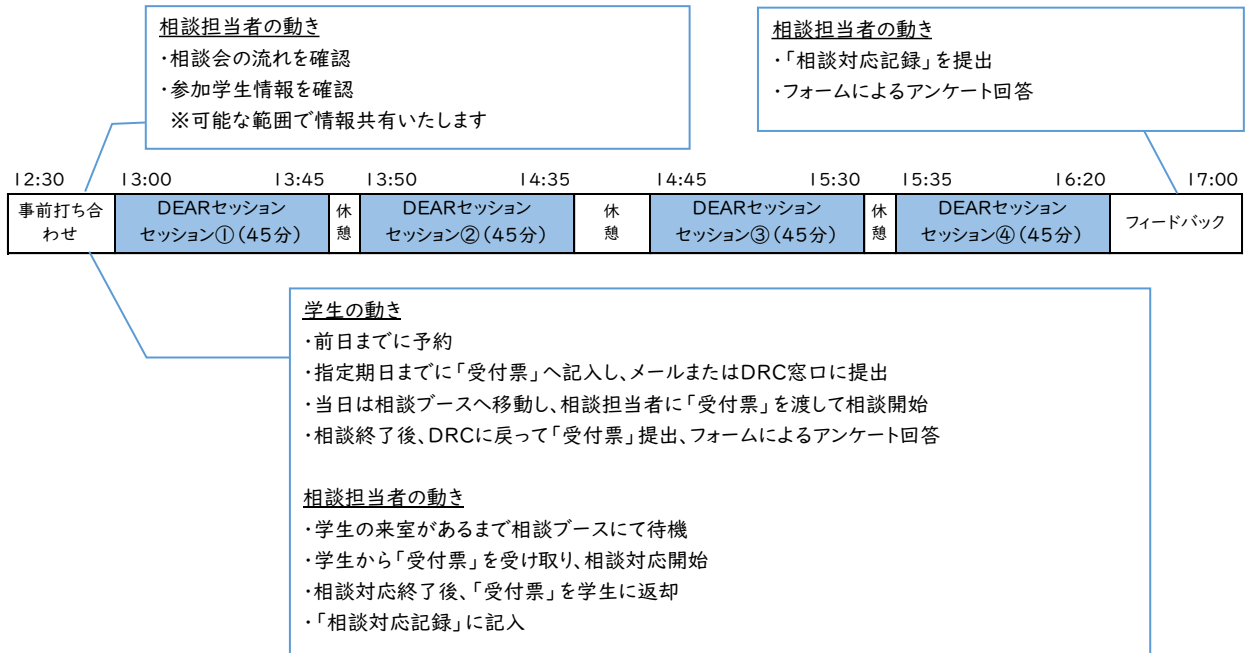 相談担当者の動き
・相談会の流れを確認
・参加学生情報を確認
※可能な範囲で情報共有いたします
相談担当者の動き
・「相談対応記録」を提出
・フォームによるアンケート回答
12:30 13:00 13:45 13:50 14:35 14:45 15:30 15:35 16:20 17:00
事前打ち合
わせ
DEARセッション
セッション①(45分)
休
憩
DEARセッション
セッション②(45分)
休
憩
DEARセッション
セッション③(45分)
休
憩
DEARセッション
セッション④(45分)
フィードバック
学生の動き
・前日までに予約
・指定期日までに「受付票」へ記入し、メールまたはDRC窓口に提出
・当日は相談ブースへ移動し、相談担当者に「受付票」を渡して相談開始
・相談終了後、DRCに戻って「受付票」提出、フォームによるアンケート回答
相談担当者の動き
・学生の来室があるまで相談ブースにて待機
・学生から「受付票」を受け取り、相談対応開始
・相談対応終了後、「受付票」を学生に返却
・「相談対応記録」に記入